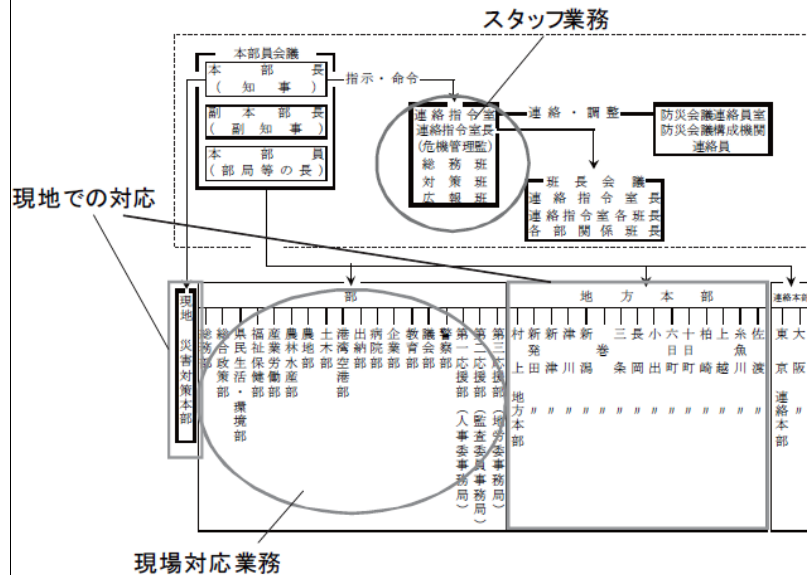 スタッフ業務
本部員会議
本部長
(知事)
副本部長
(副知事)
本部員
(部局等の長)
指示・命令
連絡指令室
連絡指令室長
(危機管理監)
総務班
対策班
広報班
連絡・調整
防災会議連絡員室
防災会議構成機関
連絡員
班長会議
連絡指令室長
連絡指令室各班長
各部関係班長
現地での対応
現地災害対策本部
部
総務部
総合政策部
県民生活・環境部
福祉保健部
産業労働部
農林水産部
農地部
土木部
港湾空港部
出納部
病院部
企業部
教育部
議会部
警察部
第一応援部(人事委事務局)
第二応援部(監査委員事務局)
第三応援部(地労委事務局)
地方本部
村上地方本部
新発田〃
新津〃
津川〃
新潟〃
巻〃
三条〃
長岡〃
小出〃
六日町〃
十日町〃
柏崎〃
上越〃
糸魚川〃
佐渡〃
連絡本部
東京連絡本部
大阪〃
現場対応業務